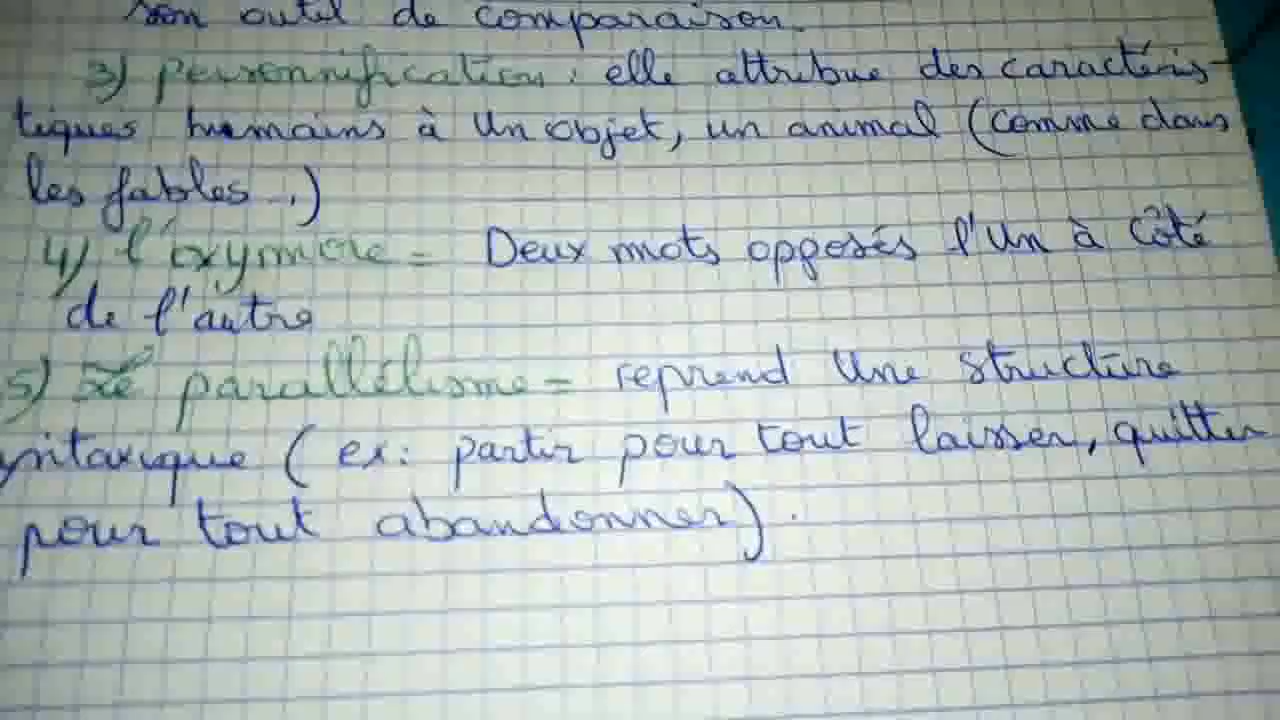 son outil de comparaison.
3) personnification : elle attribue des caractéris-
tiques humains à Un objet, un animal (comme dans
les fables...)
4) l'oxymore = Deux mots opposés l'Un à côté
de l'autre
5) Le parallélisme = reprend Une structure
yntaxique (ex: partir pour tout laisser, quitter
pour tout abandonner).